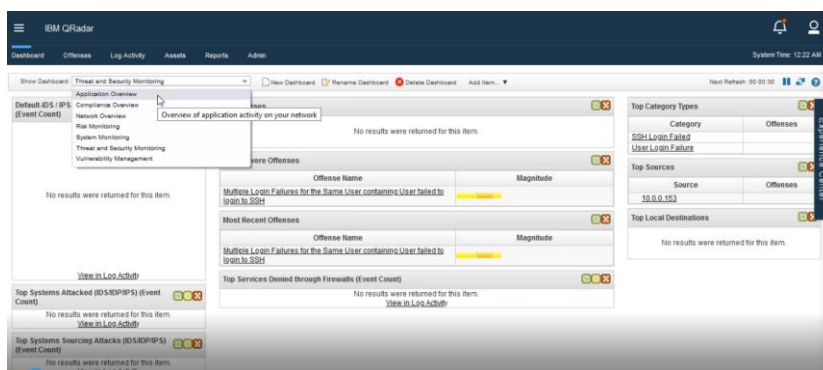 IBM QRadar
Dashboard Offenses Log Activity Assets Reports Admin System Time: 12:22 AM
Show Dashboard: Threat and Security Monitoring New Dashboard Rename Dashboard Delete Dashboard Add Item... Next Refresh: 00:00:30
Application Overview
Compliance Overview
Network Overview
Risk Monitoring
System Monitoring
Threat and Security Monitoring
Vulnerability Management
Overview of application activity on your network
Default-IDS / IPS
(Event Count)
No results were returned for this item.
View in Log Activity
Top Systems Attacked (IDS/IDP/IPS) (Event
Count)
No results were returned for this item.
View in Log Activity
Top Systems Sourcing Attacks (IDS/IDP/IPS)
(Event Count)
No results were returned for this item.
No results were returned for this item.
Offenses
Offense Name Magnitude
Multiple Login Failures for the Same User containing User failed to
login to SSH
Most Recent Offenses
Offense Name Magnitude
Multiple Login Failures for the Same User containing User failed to
login to SSH
Top Services Denied through Firewalls (Event Count)
No results were returned for this item.
View in Log Activity
Top Category Types
Category Offenses
SSH Login Failed
User Login Failure
Top Sources
Source Offenses
10.0.0.153
Top Local Destinations
No results were returned for this item.
Experience Center